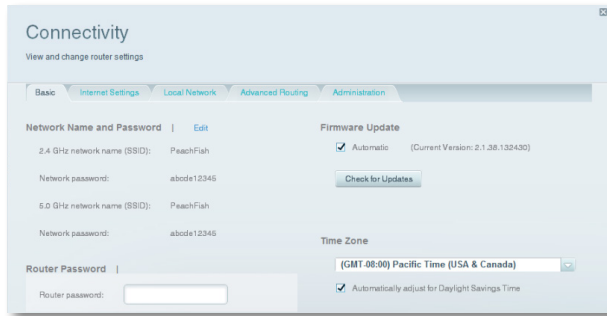 Connectivity
View and change router settings
Basic
Internet Settings
Local Network
Advanced Routing
Administration
Network Name and Password | Edit
2.4 GHz network name (SSID): PeachFish
Network password: abcde12345
5.0 GHz network name (SSID): PeachFish
Network password: abcde12345
Router Password |
Router password:
Firmware Update
Automatic (Current Version: 2.1.38.132430)
Check for Updates
Time Zone
(GMT-08:00) Pacific Time (USA & Canada)
Automatically adjust for Daylight Savings Time